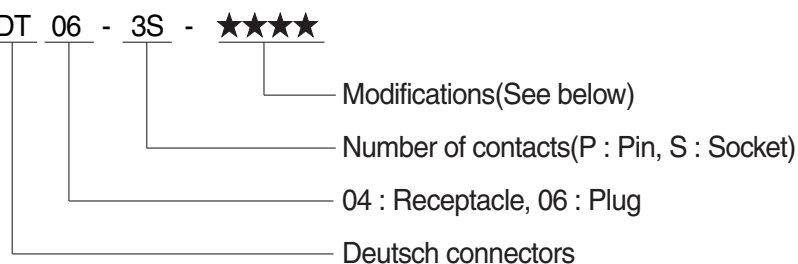 DT 06 - 3S - ★★★★
Modifications(See below)
Number of contacts(P : Pin, S : Socket)
04 : Receptacle, 06 : Plug
Deutsch connectors